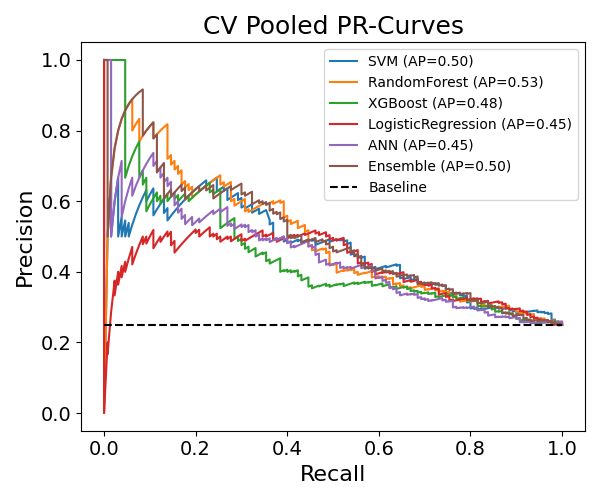 CV Pooled PR-Curves
SVM (AP=0.50)
RandomForest (AP=0.53)
XGBoost (AP=0.48)
LogisticRegression (AP=0.45)
ANN (AP=0.45)
Ensemble (AP=0.50)
Baseline
Precision
1.0
0.8
0.6
0.4
0.2
0.0
0.0 0.2 0.4 0.6 0.8 1.0
Recall